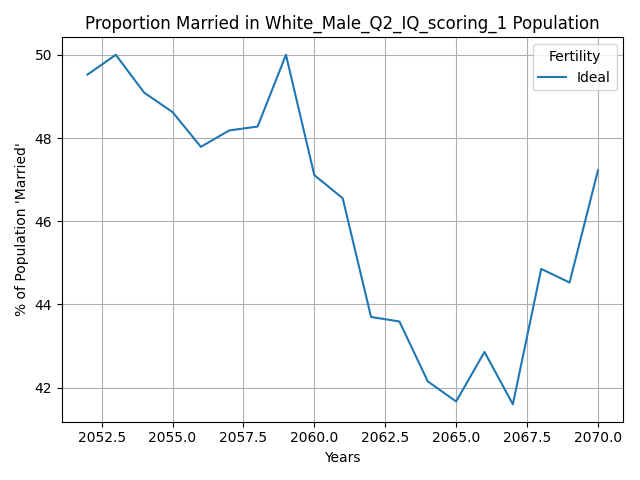 Proportion Married in White_Male_Q2_IQ_scoring_1 Population
Fertility
Ideal
% of Population 'Married'
50
48
46
44
42
2052.5
2055.0
2057.5
2060.0
2062.5
2065.0
2067.5
2070.0
Years